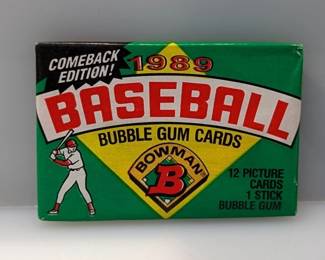 COMEBACK
EDITION!
1989
BASEBALL
BUBBLE GUM CARDS
BOWMAN
B
12 PICTURE
CARDS
1 STICK
BUBBLE GUM